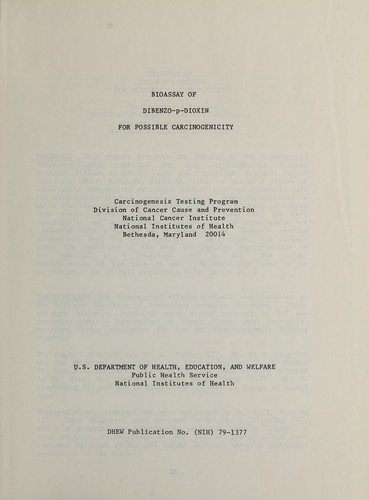 BIOASSAY OF
DIBENZO-p-DIOXIN
FOR POSSIBLE CARCINOGENICITY
Carcinogenesis Testing Program
Division of Cancer Cause and Prevention
National Cancer Institute
National Institutes of Health
Bethesda, Maryland 20014
U.S. DEPARTMENT OF HEALTH, EDUCATION, AND WELFARE
Public Health Service
National Institutes of Health
DHEW Publication No. (NIH) 79-1377